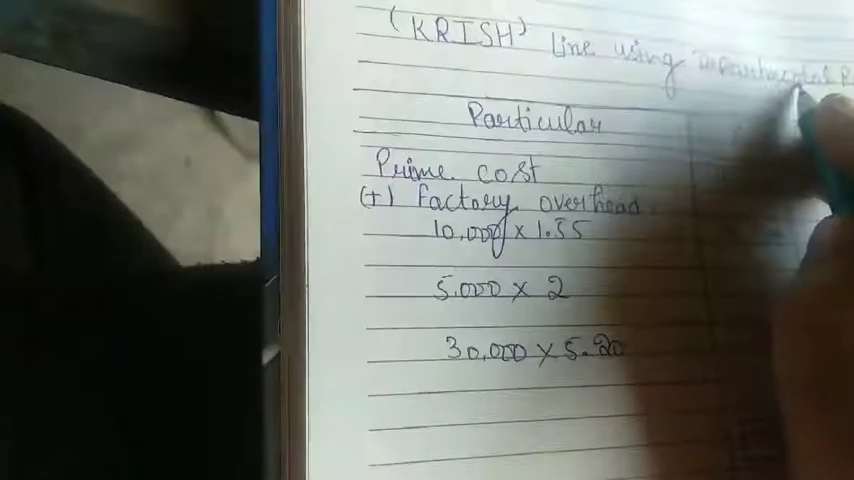 (KRISH) Line using Departmental
Particular
Prime cost
(+) Factory overhead
10,000 x 1.35
5.000 x 2
30,000 x 5.20